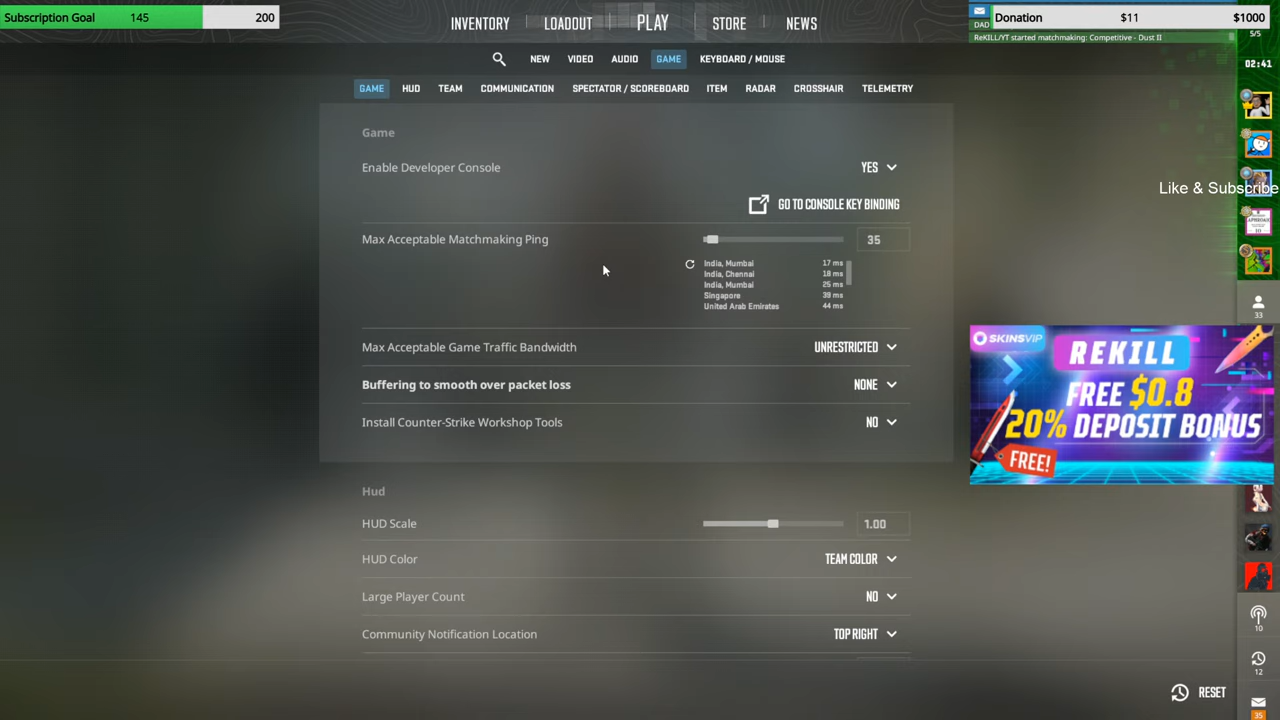 Subscription Goal 145 200
INVENTORY LOADOUT PLAY STORE NEWS
DAD Donation $11 $1000
ReKILL/YT started matchmaking: Competitive - Dust II
5/5
02:41
NEW VIDEO AUDIO GAME KEYBOARD / MOUSE
GAME HUD TEAM COMMUNICATION SPECTATOR / SCOREBOARD ITEM RADAR CROSSHAIR TELEMETRY
Game
Enable Developer Console YES
GO TO CONSOLE KEY BINDING
Like & Subscribe
Max Acceptable Matchmaking Ping 35
India, Mumbai 17 ms
India, Chennai 18 ms
India, Mumbai 25 ms
Singapore 39 ms
United Arab Emirates 44 ms
33
Max Acceptable Game Traffic Bandwidth UNRESTRICTED
Buffering to smooth over packet loss NONE
Install Counter-Strike Workshop Tools NO
SKINSVIP
REKILL
FREE $0.8
20% DEPOSIT BONUS
FREE!
Hud
HUD Scale 1.00
HUD Color TEAM COLOR
Large Player Count NO
Community Notification Location TOP RIGHT
10
12
RESET
35